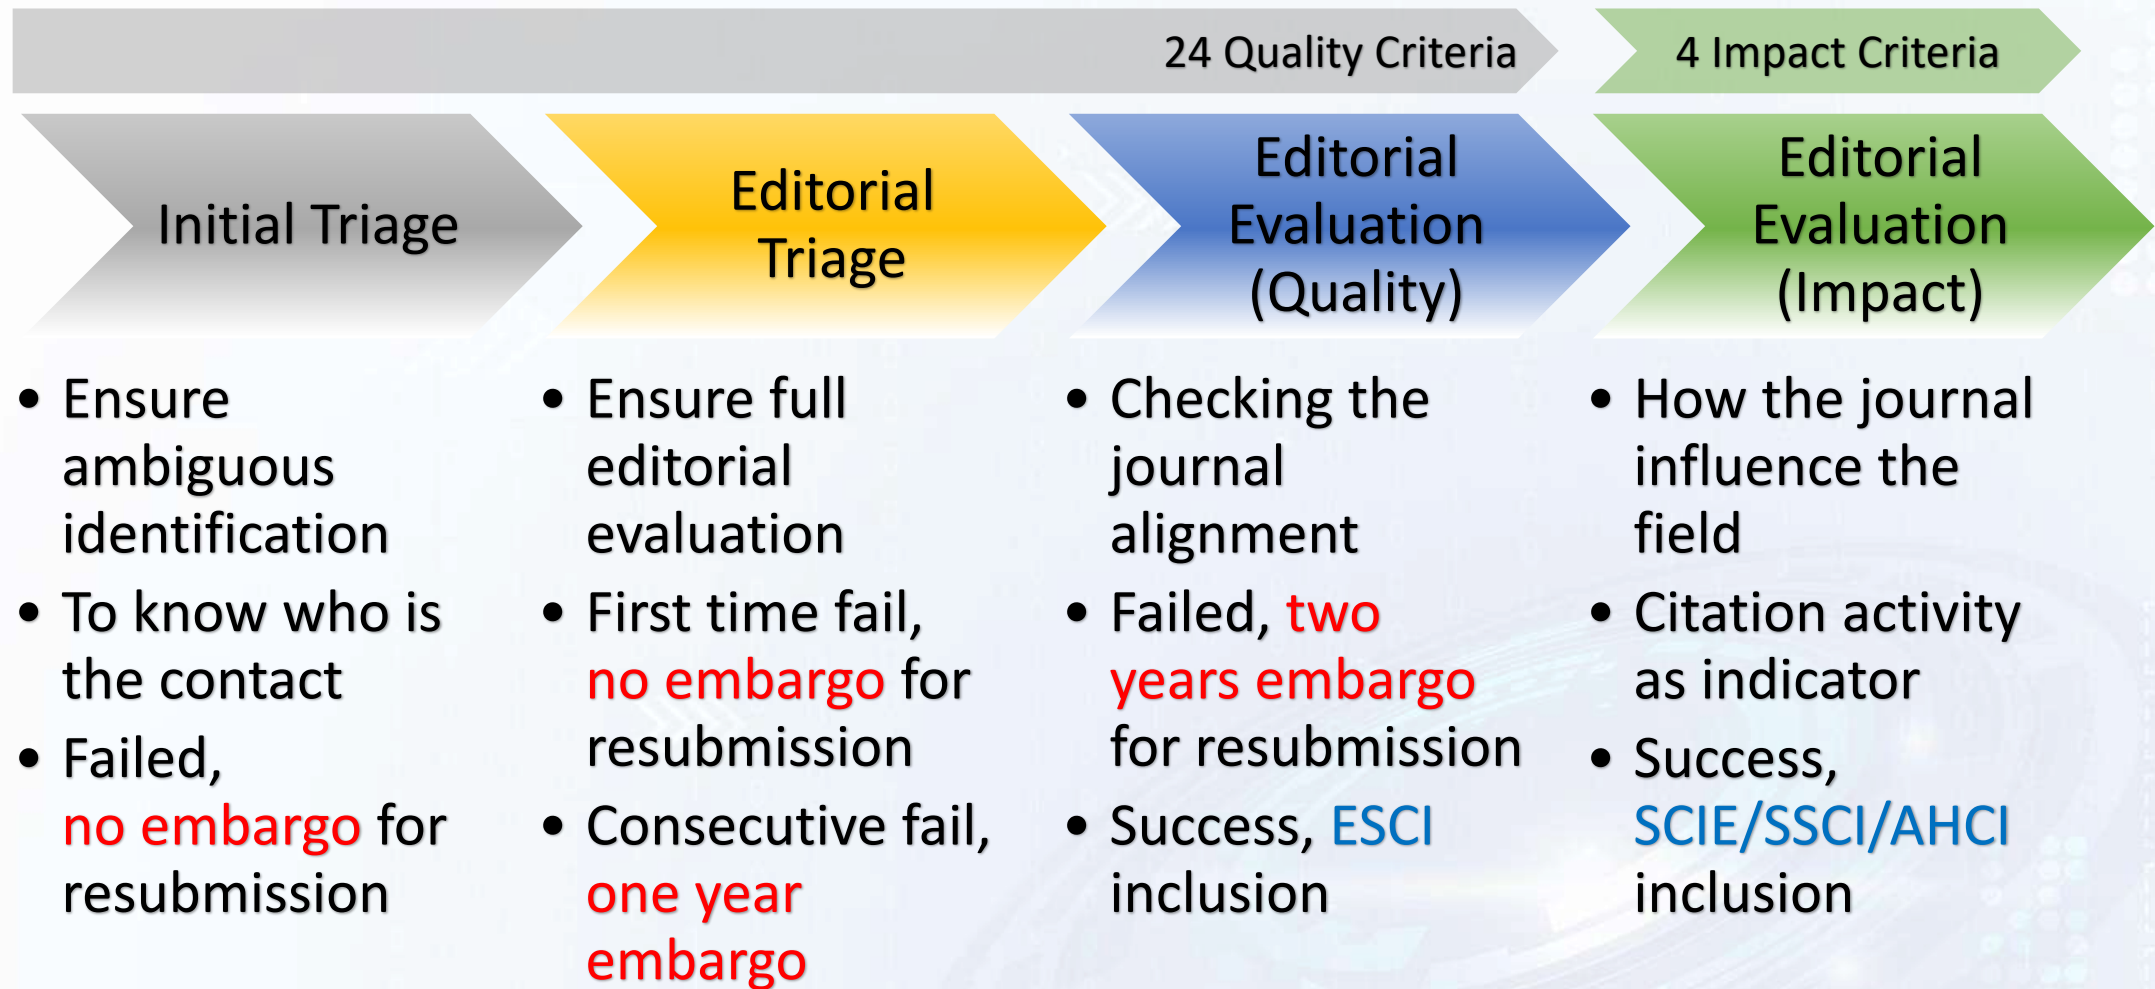 24 Quality Criteria
4 Impact Criteria
Initial Triage
Editorial
Triage
Editorial
Evaluation
(Quality)
Editorial
Evaluation
(Impact)
• Ensure
ambiguous
identification
• To know who is
the contact
• Failed,
no embargo for
resubmission
• Ensure full
editorial
evaluation
• First time fail,
no embargo for
resubmission
• Consecutive fail,
one year
embargo
• Checking the
journal
alignment
• Failed, two
years embargo
for resubmission
• Success, ESCI
inclusion
• How the journal
influence the
field
• Citation activity
as indicator
• Success,
SCIE/SSCI/AHCI
inclusion